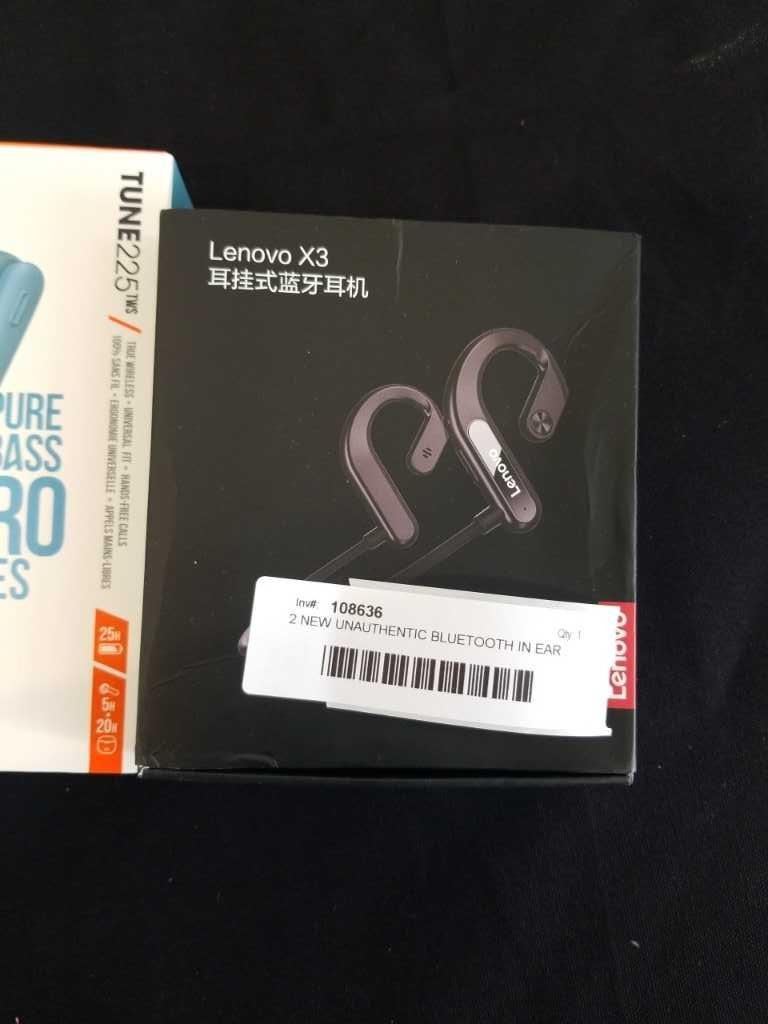 TUNE225TWS
TRUE WIRELESS • UNIVERSAL FIT • HANDS-FREE CALLS
100% SANS FIL • ERGONOMIE UNIVERSELLE • APPELS MAINS-LIBRES
PURE
BASS
RO
ES
25H
5H
+
20H
Lenovo X3
耳挂式蓝牙耳机
Lenovo
Inv#: 108636
Qty: 1
2 NEW UNAUTHENTIC BLUETOOTH IN EAR
Lenovo